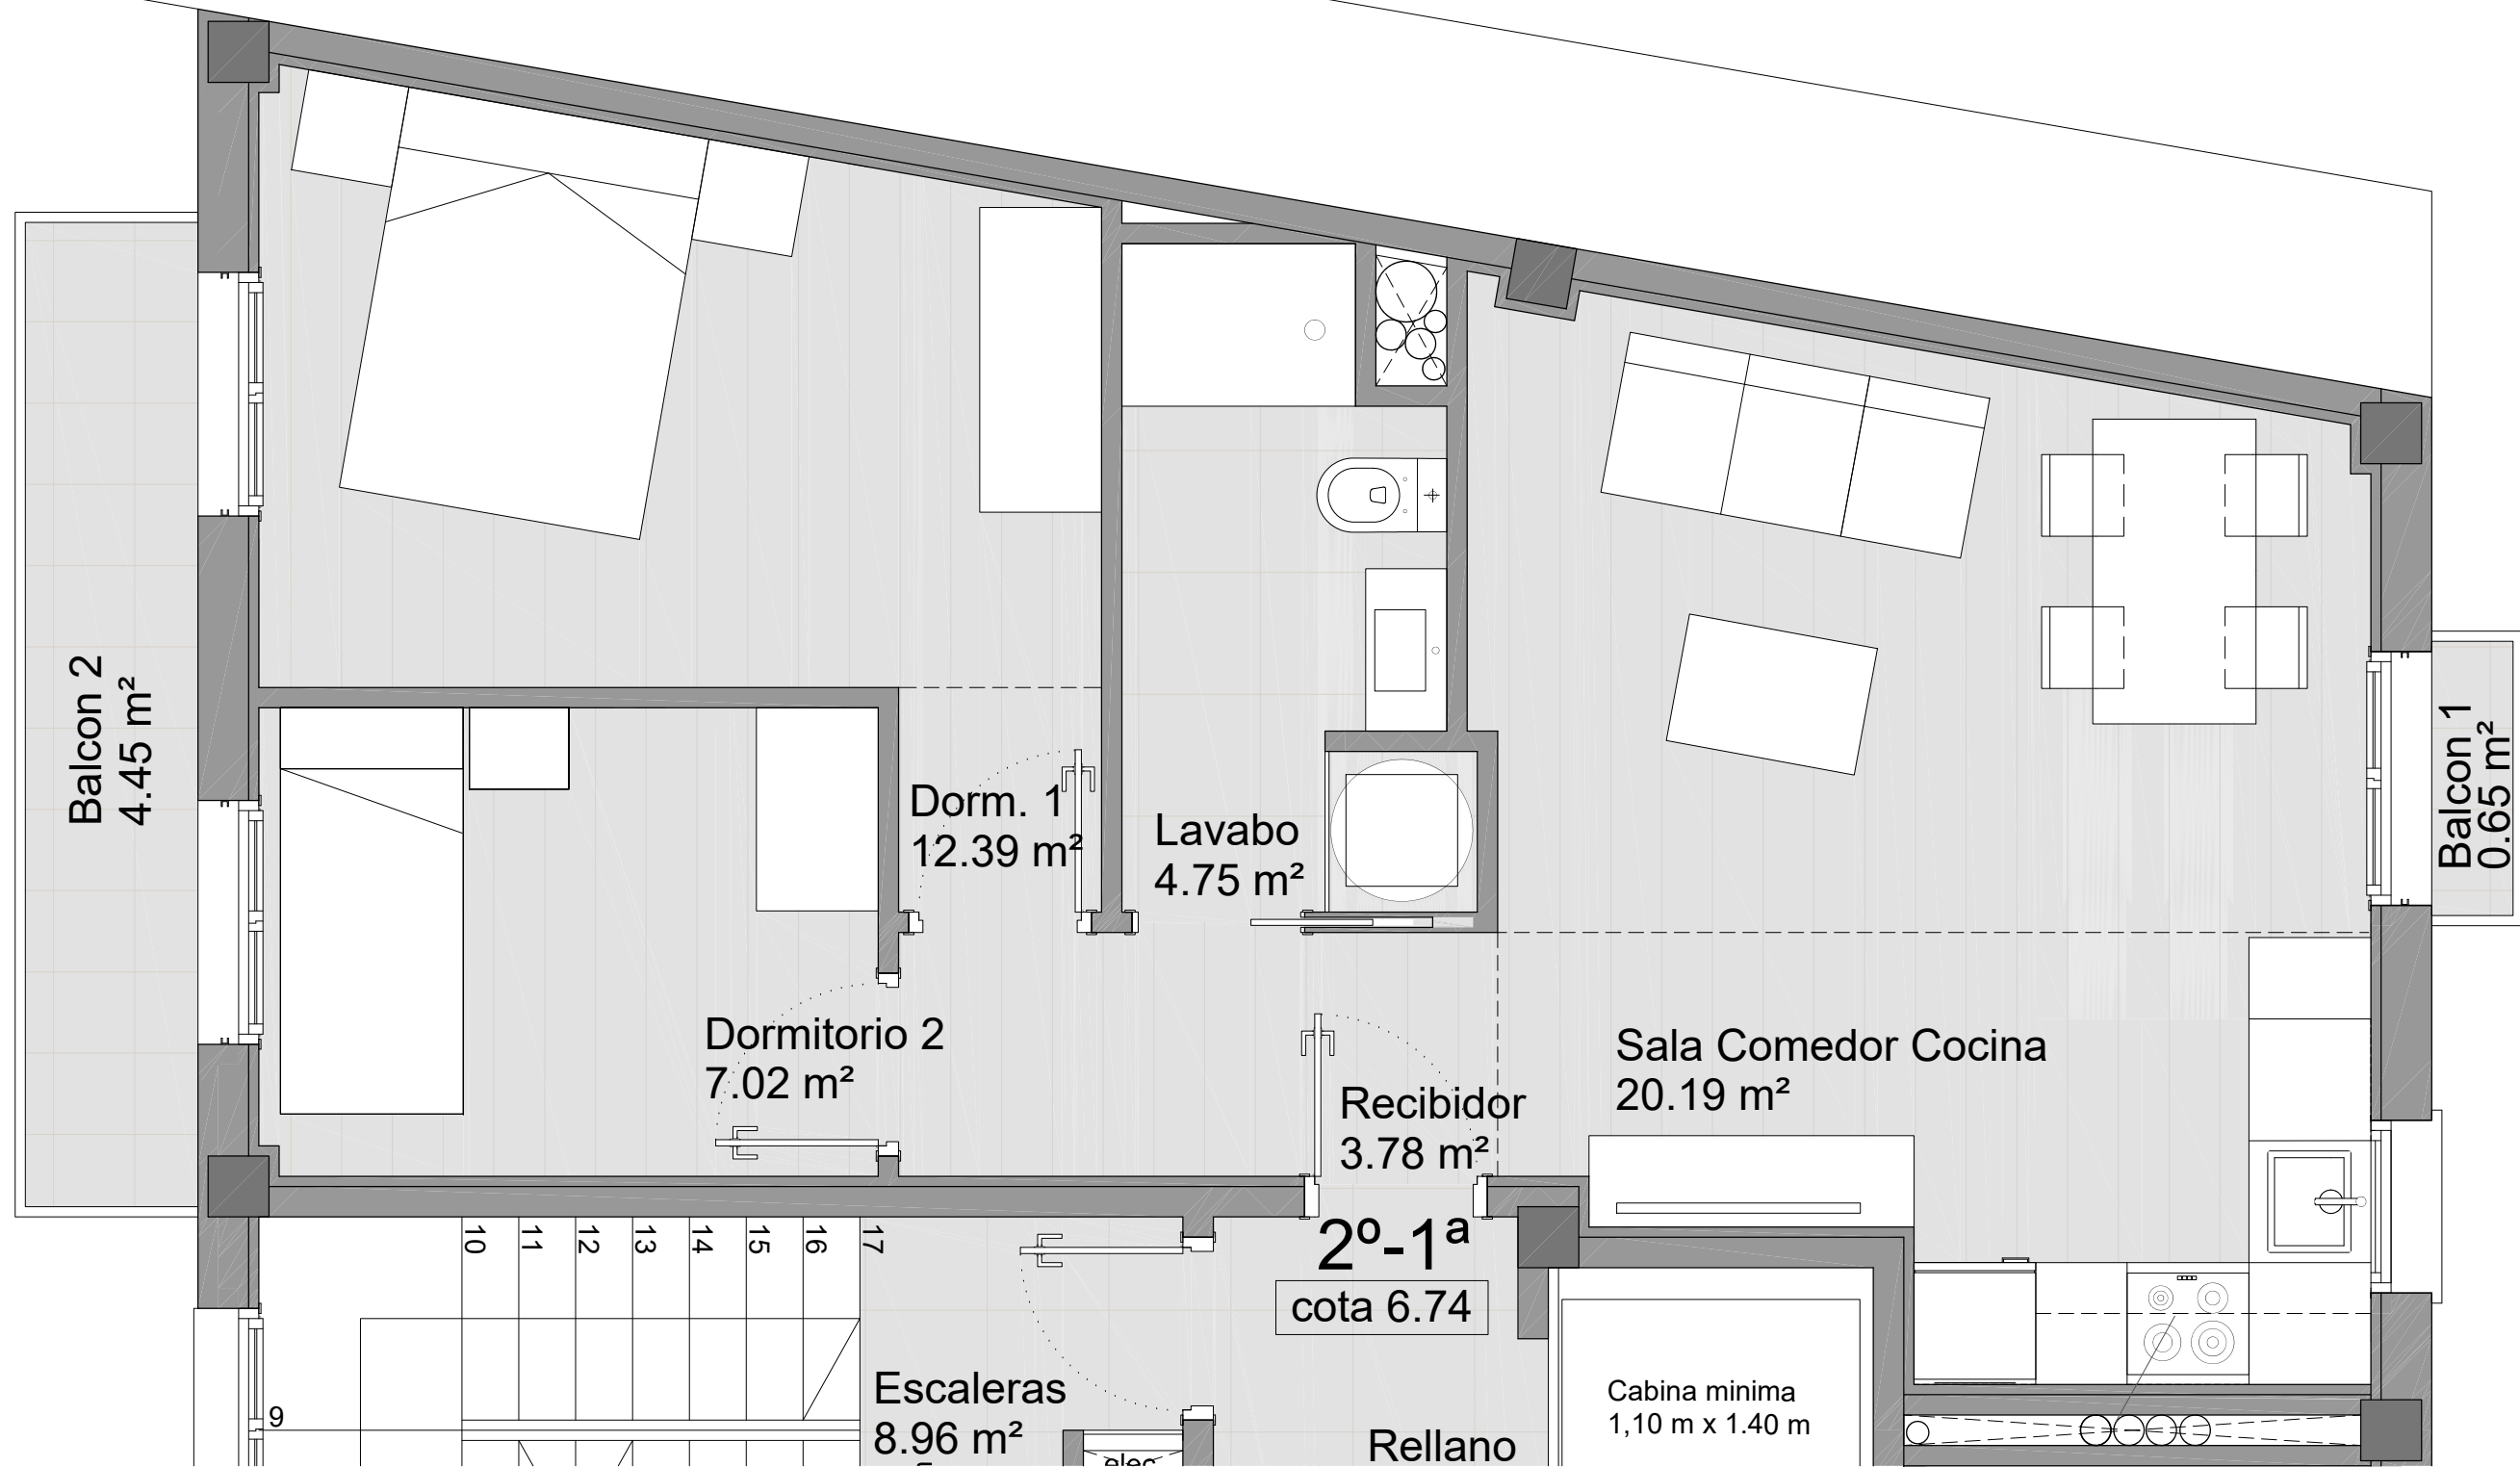 Balcon 2
4.45 m²
Dorm. 1
12.39 m²
Lavabo
4.75 m²
Balcon 1
0.65 m²
Dormitorio 2
7.02 m²
Recibidor
3.78 m²
Sala Comedor Cocina
20.19 m²
10
11
12
13
14
15
16
17
9
2º-1ª
cota 6.74
Escaleras
8.96 m²
elec
Rellano
Cabina minima
1,10 m x 1.40 m